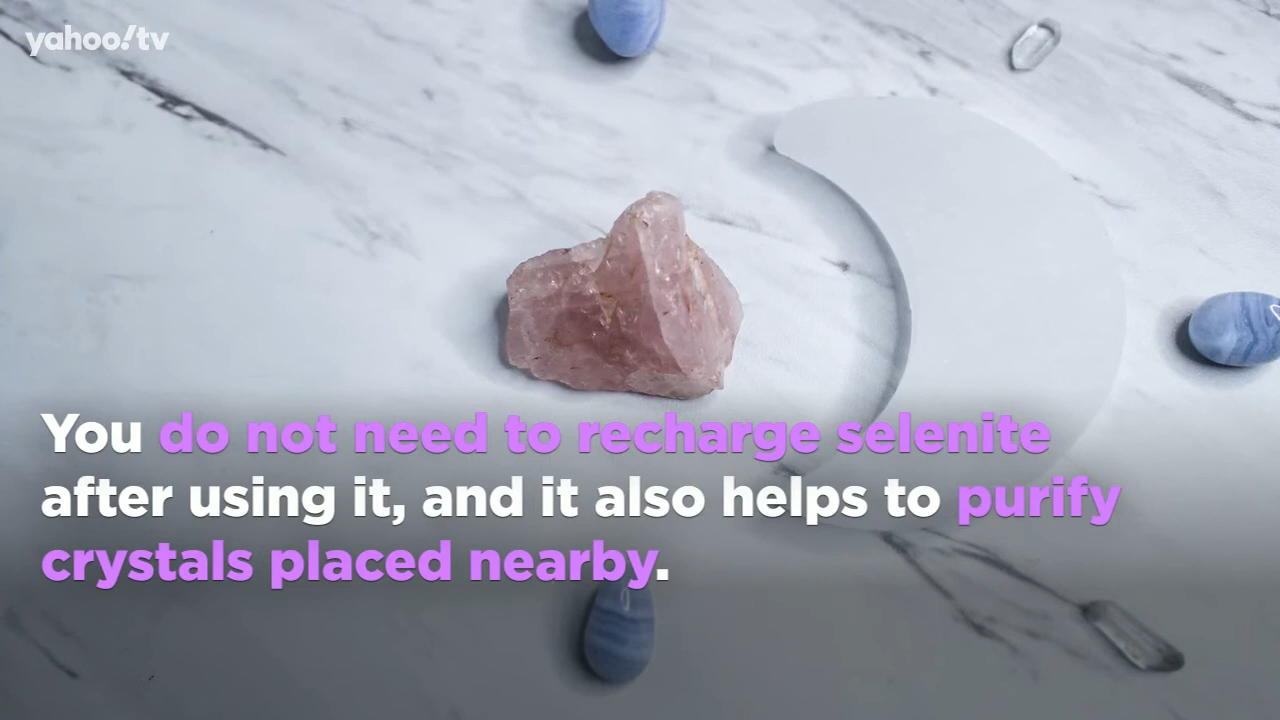 yahoo!tv
You do not need to recharge selenite
after using it, and it also helps to purify
crystals placed nearby.